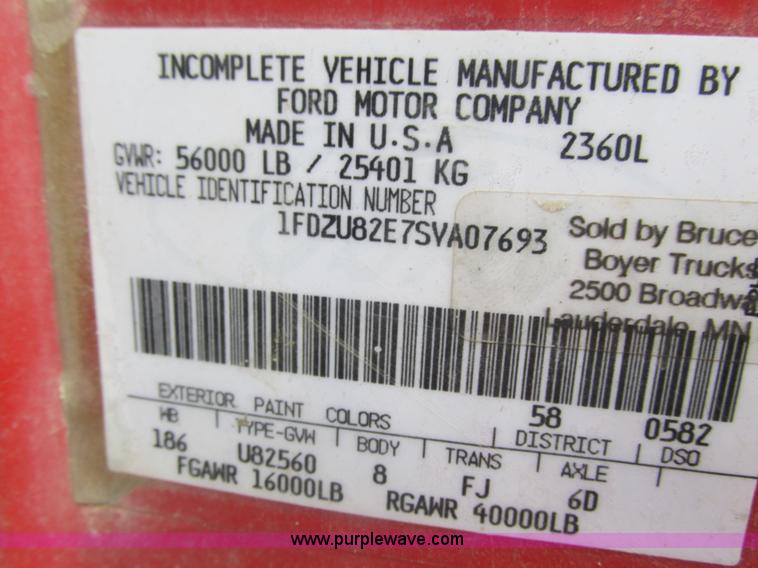 INCOMPLETE VEHICLE MANUFACTURED BY
FORD MOTOR COMPANY
MADE IN U.S.A 2360L
GVWR: 56000 LB / 25401 KG
VEHICLE IDENTIFICATION NUMBER
1FDZU82E7SVA07693
Sold by Bruce
Boyer Trucks
2500 Broadwa
Lauderdale, MN
EXTERIOR PAINT COLORS 58 0582
WB TYPE-GVW BODY TRANS DISTRICT AXLE DSO
186 U82560 8 FJ 6D
FGAWR 16000LB RGAWR 40000LB
www.purplewave.com